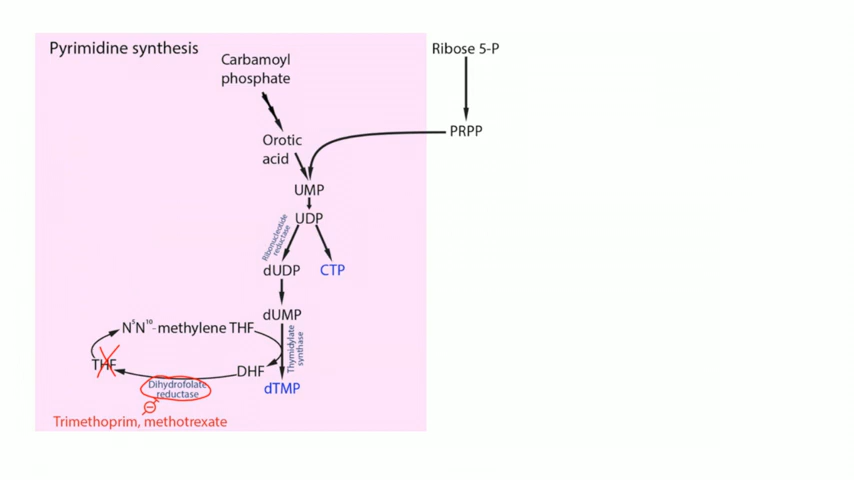 Pyrimidine synthesis
Ribose 5-P
Carbamoyl
phosphate
PRPP
Orotic
acid
UMP
UDP
Ribonucleotide
reductase
dUDP
CTP
dUMP
N⁵N¹⁰-methylene THF
Thymidylate
synthase
THF
DHF
Dihydrofolate
reductase
dTMP
Trimethoprim, methotrexate